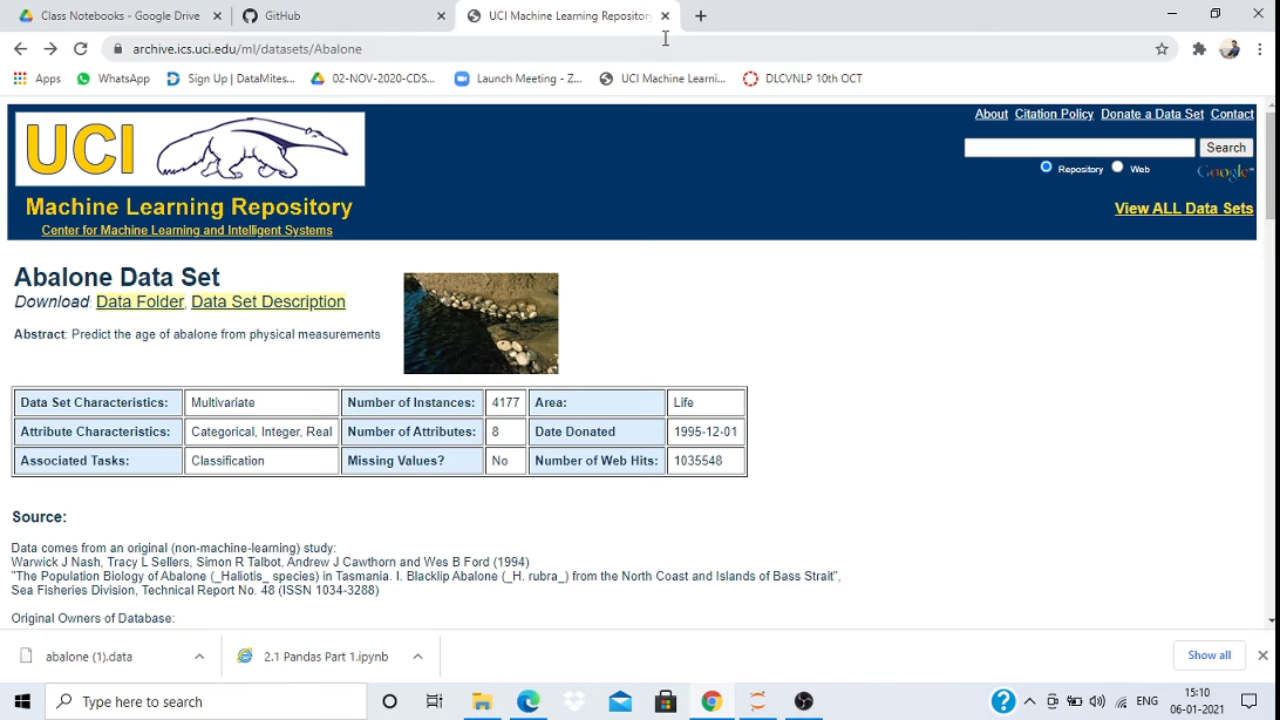 Class Notebooks - Google Drive
GitHub
UCI Machine Learning Repository
archive.ics.uci.edu/ml/datasets/Abalone
Apps
WhatsApp
Sign Up | DataMites...
02-NOV-2020-CDS...
Launch Meeting - Z...
UCI Machine Learni...
DLCVNLP 10th OCT
About Citation Policy Donate a Data Set Contact
UCI
Search
Repository Web
Google™
Machine Learning Repository
View ALL Data Sets
Center for Machine Learning and Intelligent Systems
Abalone Data Set
Download: Data Folder, Data Set Description
Abstract: Predict the age of abalone from physical measurements
Data Set Characteristics: Multivariate Number of Instances: 4177 Area: Life
Attribute Characteristics: Categorical, Integer, Real Number of Attributes: 8 Date Donated 1995-12-01
Associated Tasks: Classification Missing Values? No Number of Web Hits: 1035548
Source:
Data comes from an original (non-machine-learning) study:
Warwick J Nash, Tracy L Sellers, Simon R Talbot, Andrew J Cawthorn and Wes B Ford (1994)
"The Population Biology of Abalone (_Haliotis_ species) in Tasmania. I. Blacklip Abalone (_H. rubra_) from the North Coast and Islands of Bass Strait",
Sea Fisheries Division, Technical Report No. 48 (ISSN 1034-3288)
Original Owners of Database:
abalone (1).data
2.1 Pandas Part 1.ipynb
Show all
Type here to search
ENG
15:10
06-01-2021